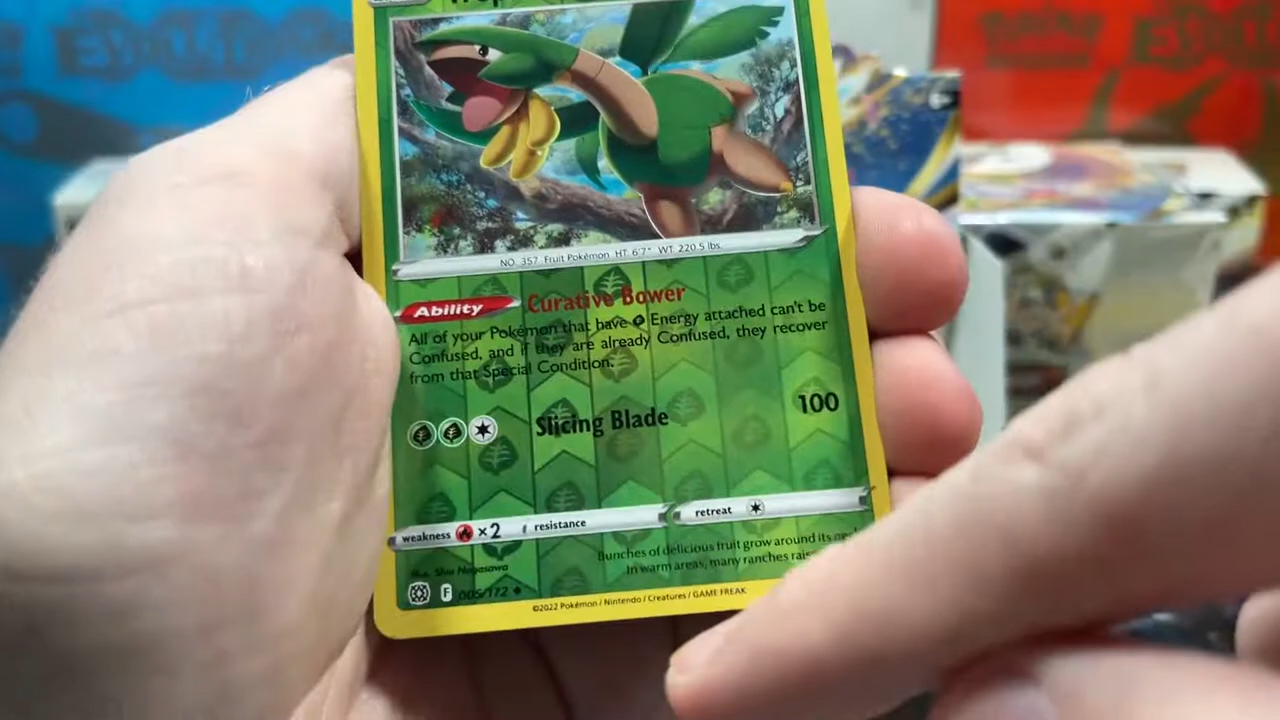 NO. 357 Fruit Pokémon HT: 6'7" WT: 220.5 lbs.
Ability Curative Bower
All of your Pokémon that have Energy attached can't be
Confused, and if they are already Confused, they recover
from that Special Condition.
Slicing Blade 100
weakness ×2 resistance retreat
Illus. Shin Nagasawa
Bunches of delicious fruit grow around its
In warm areas, many ranches
F 005/172
©2022 Pokémon / Nintendo / Creatures / GAME FREAK